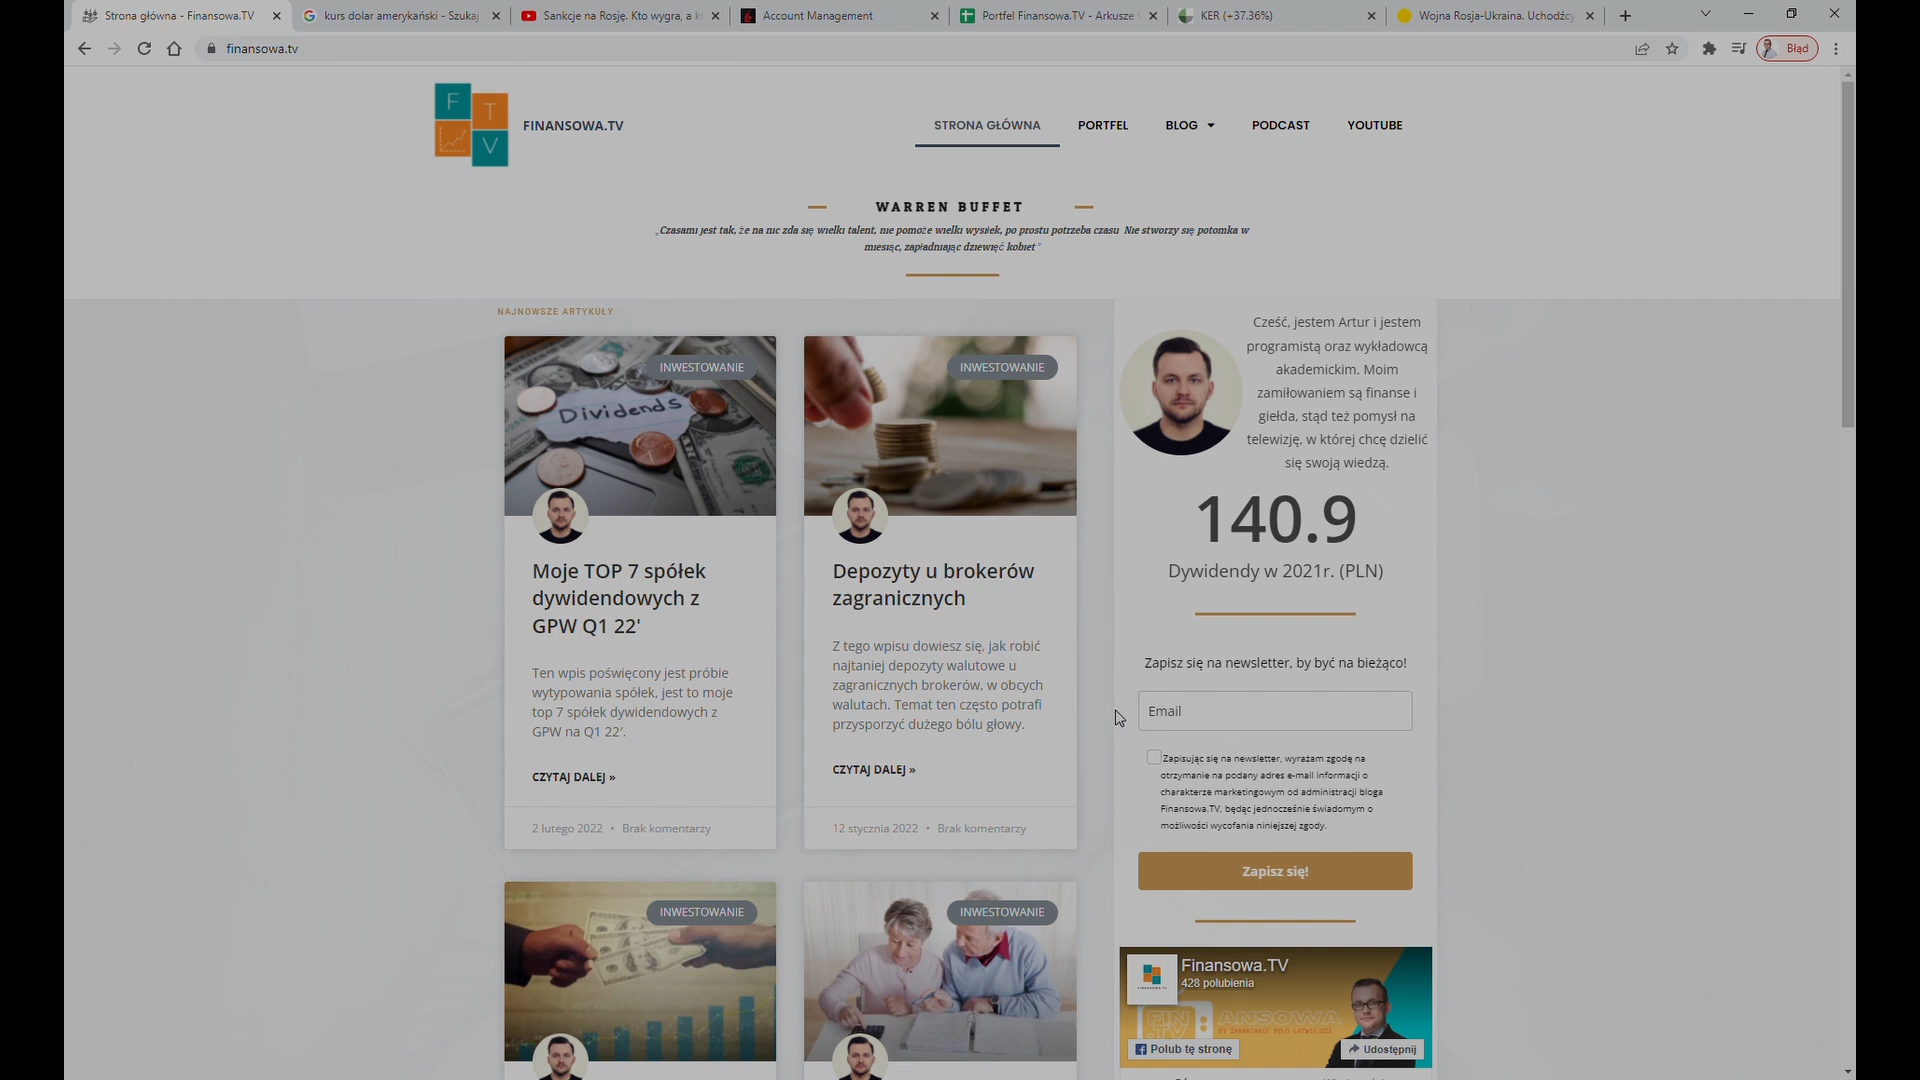 Strona główna - Finansowa.TV
kurs dolar amerykański - Szukaj
Sankcje na Rosję. Kto wygra, a kt
Account Management
Portfel Finansowa.TV - Arkusze
KER (+37.36%)
Wojna Rosja-Ukraina. Uchodźcy
finansowa.tv
Błąd
F
T
V
FINANSOWA.TV
STRONA GŁÓWNA
PORTFEL
BLOG
PODCAST
YOUTUBE
WARREN BUFFET
„Czasami jest tak, że na nic zda się wielki talent, nie pomoże wielki wysiłek, po prostu potrzeba czasu Nie stworzy się potomka w
miesiąc, zapładniając dziewięć kobiet"
NAJNOWSZE ARTYKUŁY
INWESTOWANIE
Dividends
Moje TOP 7 spółek
dywidendowych z
GPW Q1 22'
Ten wpis poświęcony jest próbie
wytypowania spółek, jest to moje
top 7 spółek dywidendowych z
GPW na Q1 22′.
CZYTAJ DALEJ »
2 lutego 2022 • Brak komentarzy
INWESTOWANIE
Depozyty u brokerów
zagranicznych
Z tego wpisu dowiesz się, jak robić
najtaniej depozyty walutowe u
zagranicznych brokerów, w obcych
walutach. Temat ten często potrafi
przysporzyć dużego bólu głowy.
CZYTAJ DALEJ »
12 stycznia 2022 • Brak komentarzy
INWESTOWANIE
INWESTOWANIE
Cześć, jestem Artur i jestem
programistą oraz wykładowcą
akademickim. Moim
zamiłowaniem są finanse i
giełda, stąd też pomysł na
telewizję, w której chcę dzielić
się swoją wiedzą.
140.9
Dywidendy w 2021r. (PLN)
Zapisz się na newsletter, by być na bieżąco!
Email
Zapisując się na newsletter, wyrażam zgodę na
otrzymanie na podany adres e-mail informacji o
charakterze marketingowym od administracji bloga
Finansowa.TV, będąc jednocześnie świadomym o
możliwości wycofania niniejszej zgody.
Zapisz się!
Finansowa.TV
428 polubienia
FIN ANSOWA
.TV BY ZARABIANIE BYŁO ŁATWIEJSZE
Polub tę stronę
Udostępnij